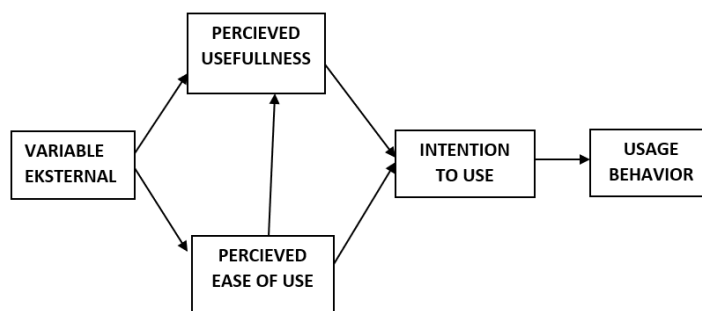 PERCIEVED
USEFULLNESS
VARIABLE
EKSTERNAL
INTENTION
TO USE
USAGE
BEHAVIOR
PERCIEVED
EASE OF USE